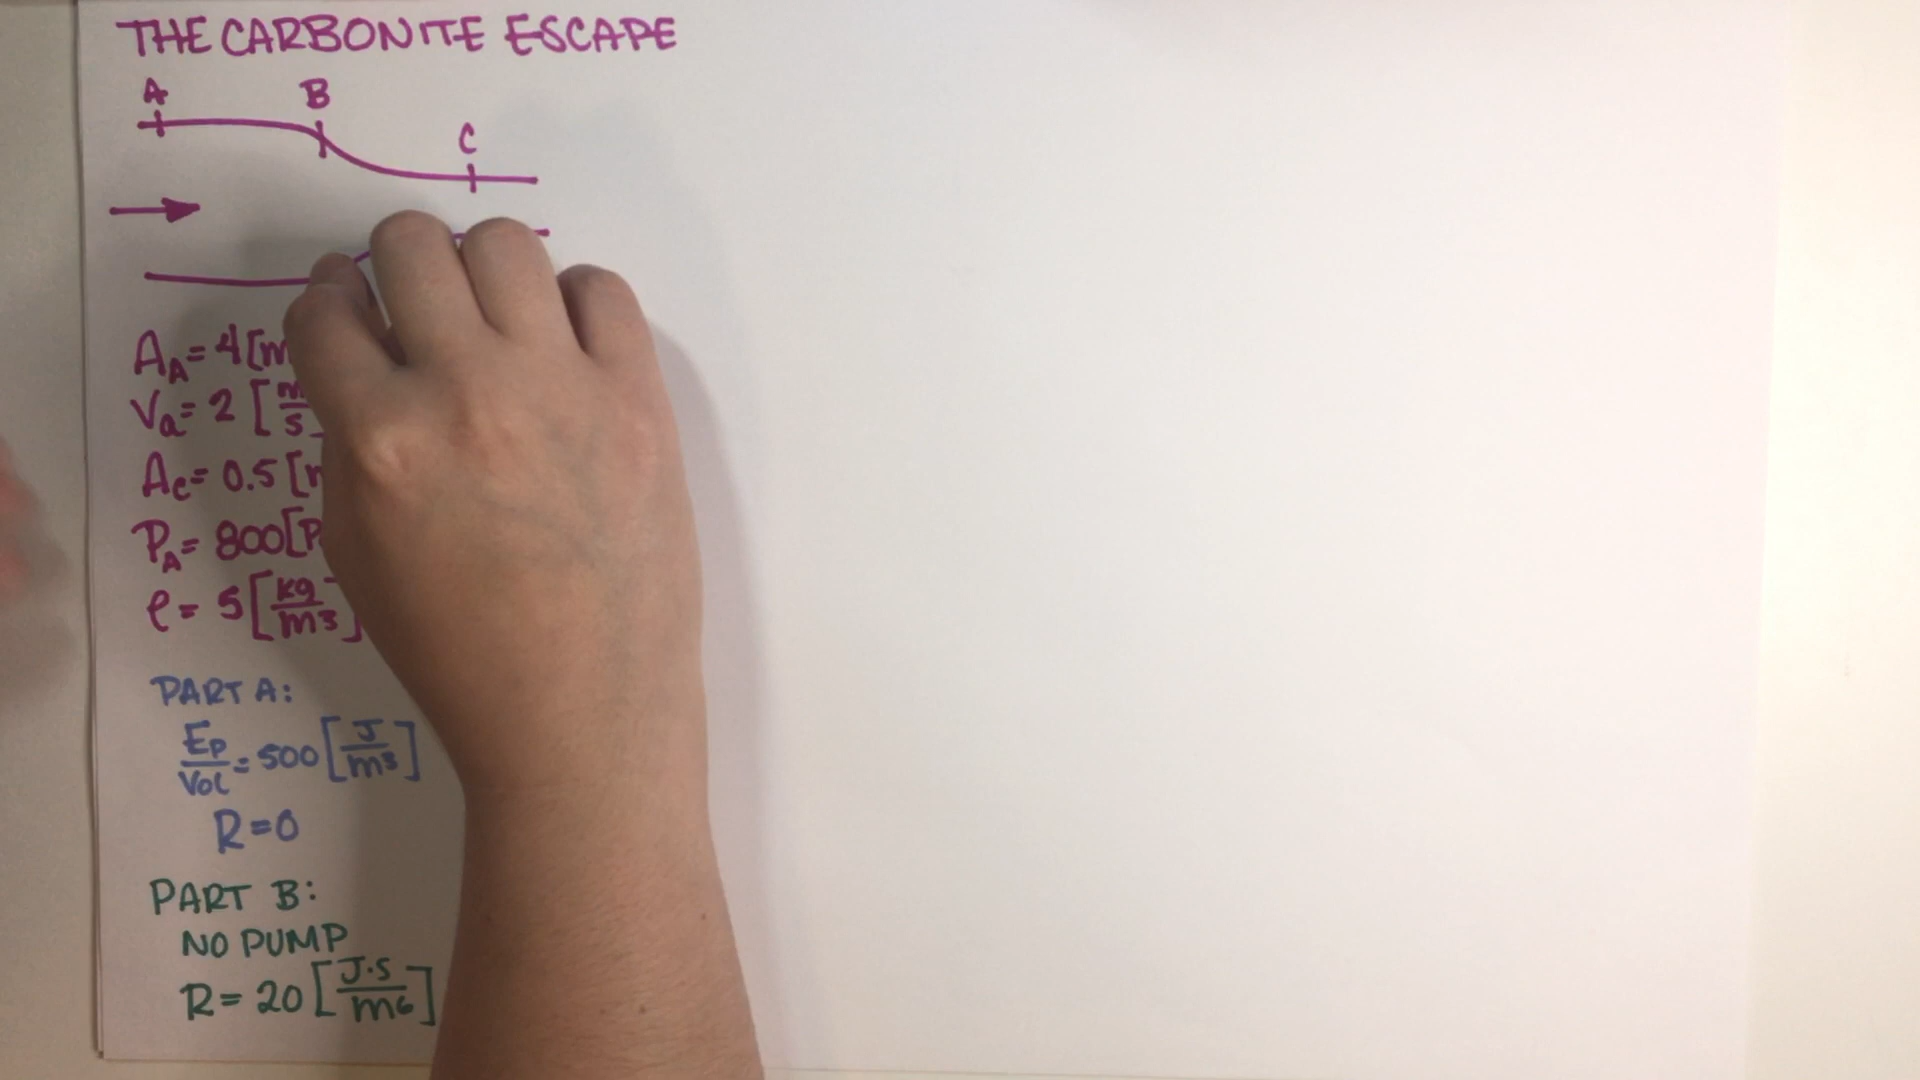 THE CARBONITE ESCAPE
A B
C
A_A = 4 [m
V_a = 2 [m/s
A_c = 0.5 [
P_A = 800 [P
ρ = 5 [kg/m³]
PART A:
E_P/VOL = 500 [J/m³]
R = 0
PART B:
NO PUMP
R = 20 [J·S/m⁶]